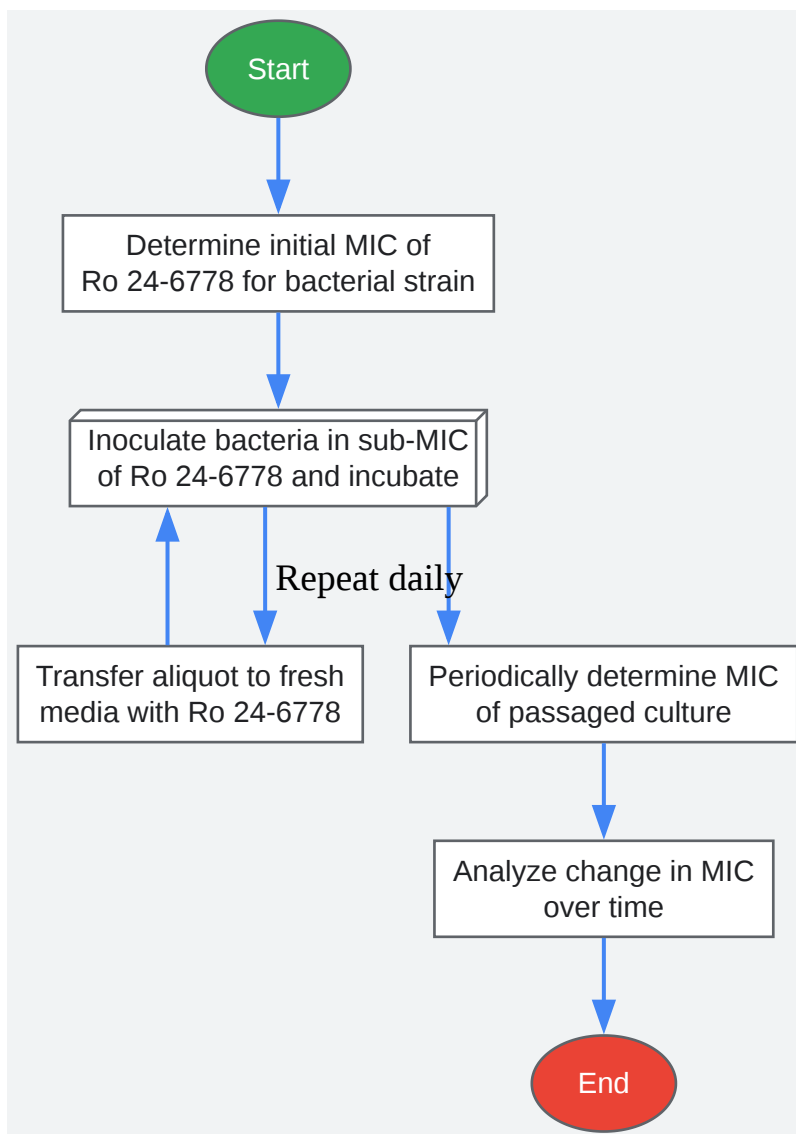 Start
Determine initial MIC of
Ro 24-6778 for bacterial strain
Inoculate bacteria in sub-MIC
of Ro 24-6778 and incubate
Repeat daily
Transfer aliquot to fresh
media with Ro 24-6778
Periodically determine MIC
of passaged culture
Analyze change in MIC
over time
End